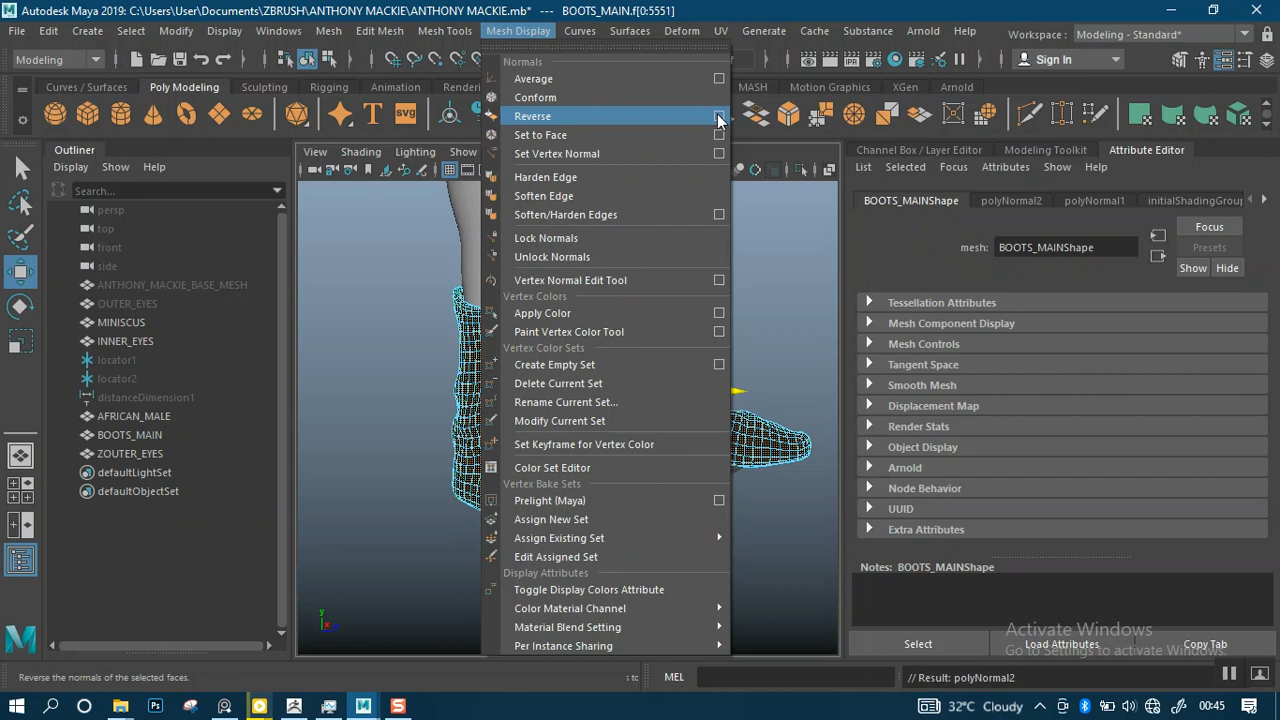 Autodesk Maya 2019: C:\Users\User\Documents\ZBRUSH\ANTHONY MACKIE\ANTHONY MACKIE.mb* --- BOOTS_MAIN.f[0:5551]
File Edit Create Select Modify Display Windows Mesh Edit Mesh Mesh Tools Mesh Display Curves Surfaces Deform UV Generate Cache Substance Arnold Help Workspace : Modeling - Standard*
Modeling Sign In
Curves / Surfaces Poly Modeling Sculpting Rigging Animation MASH Motion Graphics XGen Arnold
Outliner
Display Show Help
Search...
persp
top
front
side
ANTHONY_MACKIE_BASE_MESH
OUTER_EYES
MINISCUS
INNER_EYES
locator1
locator2
distanceDimension1
AFRICAN_MALE
BOOTS_MAIN
ZOUTER_EYES
defaultLightSet
defaultObjectSet
View Shading Lighting Show
y
x
Normals
Average
Conform
Reverse
Set to Face
Set Vertex Normal
Harden Edge
Soften Edge
Soften/Harden Edges
Lock Normals
Unlock Normals
Vertex Normal Edit Tool
Vertex Colors
Apply Color
Paint Vertex Color Tool
Vertex Color Sets
Create Empty Set
Delete Current Set
Rename Current Set...
Modify Current Set
Set Keyframe for Vertex Color
Color Set Editor
Vertex Bake Sets
Prelight (Maya)
Assign New Set
Assign Existing Set
Edit Assigned Set
Display Attributes
Toggle Display Colors Attribute
Color Material Channel
Material Blend Setting
Per Instance Sharing
Channel Box / Layer Editor Modeling Toolkit Attribute Editor
List Selected Focus Attributes Show Help
BOOTS_MAINShape polyNormal2 polyNormal1 initialShadingGroup
mesh: BOOTS_MAINShape
Focus
Presets
Show Hide
Tessellation Attributes
Mesh Component Display
Mesh Controls
Tangent Space
Smooth Mesh
Displacement Map
Render Stats
Object Display
Arnold
Node Behavior
UUID
Extra Attributes
Notes: BOOTS_MAINShape
Activate Windows
Go to Settings to activate Windows.
Select Load Attributes Copy Tab
Reverse the normals of the selected faces. MEL // Result: polyNormal2
32°C Cloudy 00:45